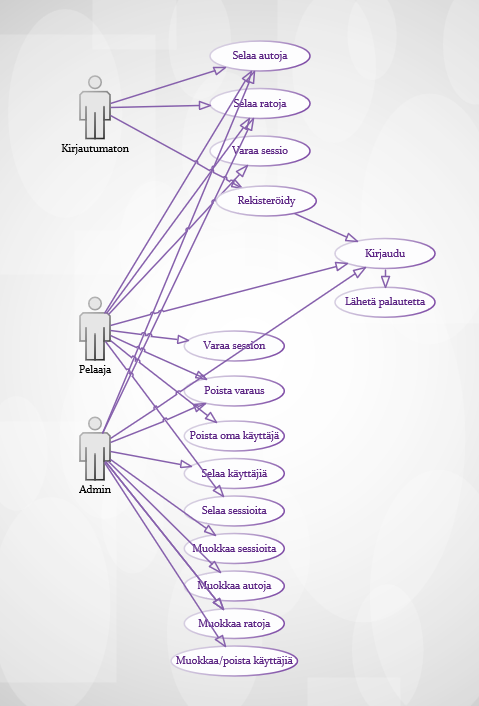 Selaa autoja
Selaa ratoja
Kirjautumaton
Varaa sessio
Rekisteröidy
Kirjaudu
Lähetä palautetta
Varaa session
Pelaaja
Poista varaus
Poista oma käyttäjä
Selaa käyttäjiä
Admin
Selaa sessioita
Muokkaa sessioita
Muokkaa autoja
Muokkaa ratoja
Muokkaa/poista käyttäjiä